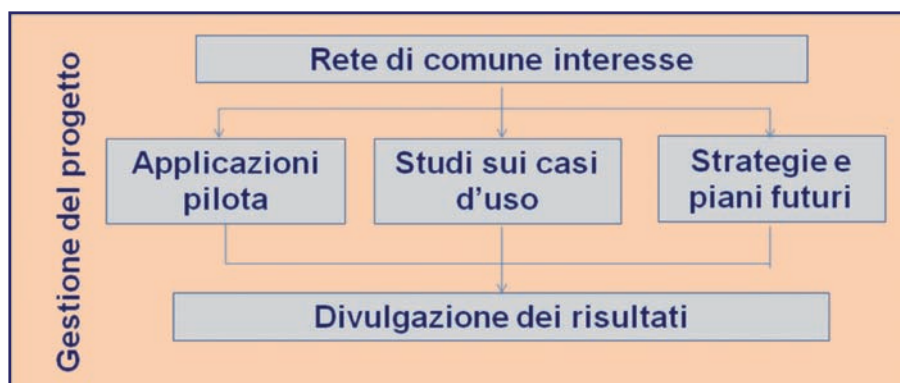 Gestione del progetto
Rete di comune interesse
Applicazioni
pilota
Studi sui casi
d'uso
Strategie e
piani futuri
Divulgazione dei risultati